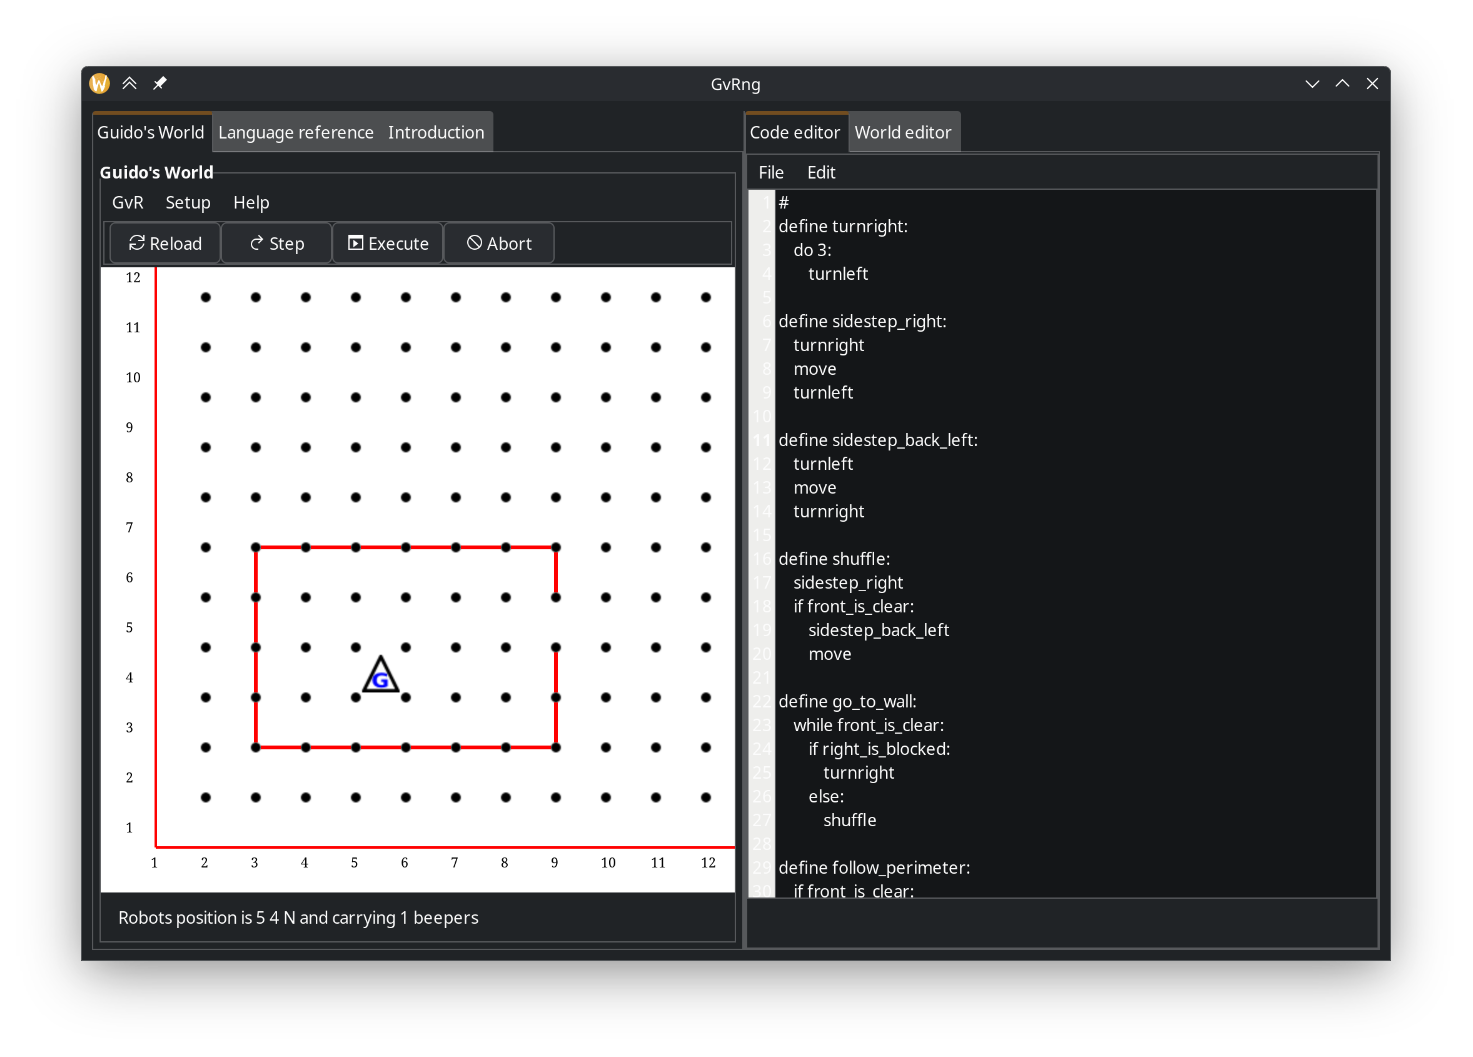 GvRng
Guido's World
Language reference
Introduction
Guido's World
GvR
Setup
Help
Reload
Step
Execute
Abort
12
11
10
9
8
7
6
5
4
3
2
1
1 2 3 4 5 6 7 8 9 10 11 12
G
Robots position is 5 4 N and carrying 1 beepers
Code editor
World editor
File
Edit
1 #
2 define turnright:
3 do 3:
4 turnleft
5
6 define sidestep_right:
7 turnright
8 move
9 turnleft
10
11 define sidestep_back_left:
12 turnleft
13 move
14 turnright
15
16 define shuffle:
17 sidestep_right
18 if front_is_clear:
19 sidestep_back_left
20 move
21
22 define go_to_wall:
23 while front_is_clear:
24 if right_is_blocked:
25 turnright
26 else:
27 shuffle
28
29 define follow_perimeter:
30 if front_is_clear: